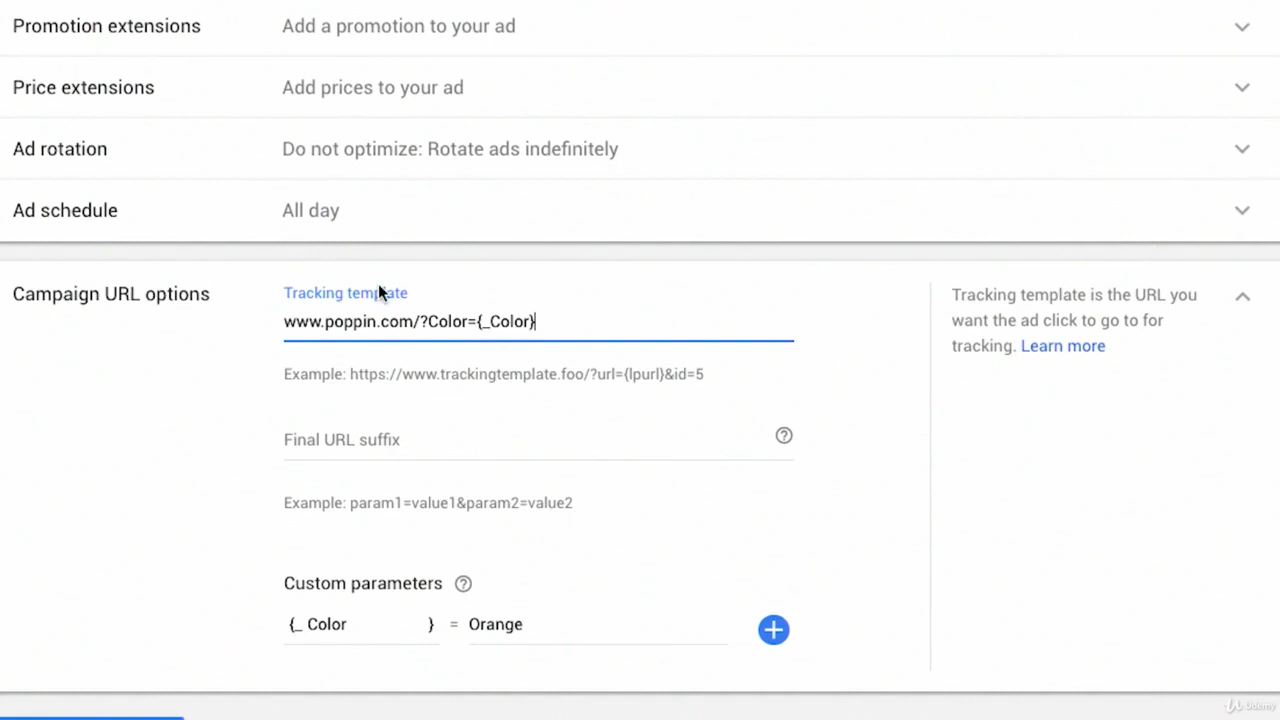 Promotion extensions Add a promotion to your ad
Price extensions Add prices to your ad
Ad rotation Do not optimize: Rotate ads indefinitely
Ad schedule All day
Campaign URL options
Tracking template
www.poppin.com/?Color={_Color}
Example: https://www.trackingtemplate.foo/?url={lpurl}&id=5
Final URL suffix
Example: param1=value1&param2=value2
Custom parameters
{_ Color } = Orange
Tracking template is the URL you
want the ad click to go to for
tracking. Learn more
Udemy